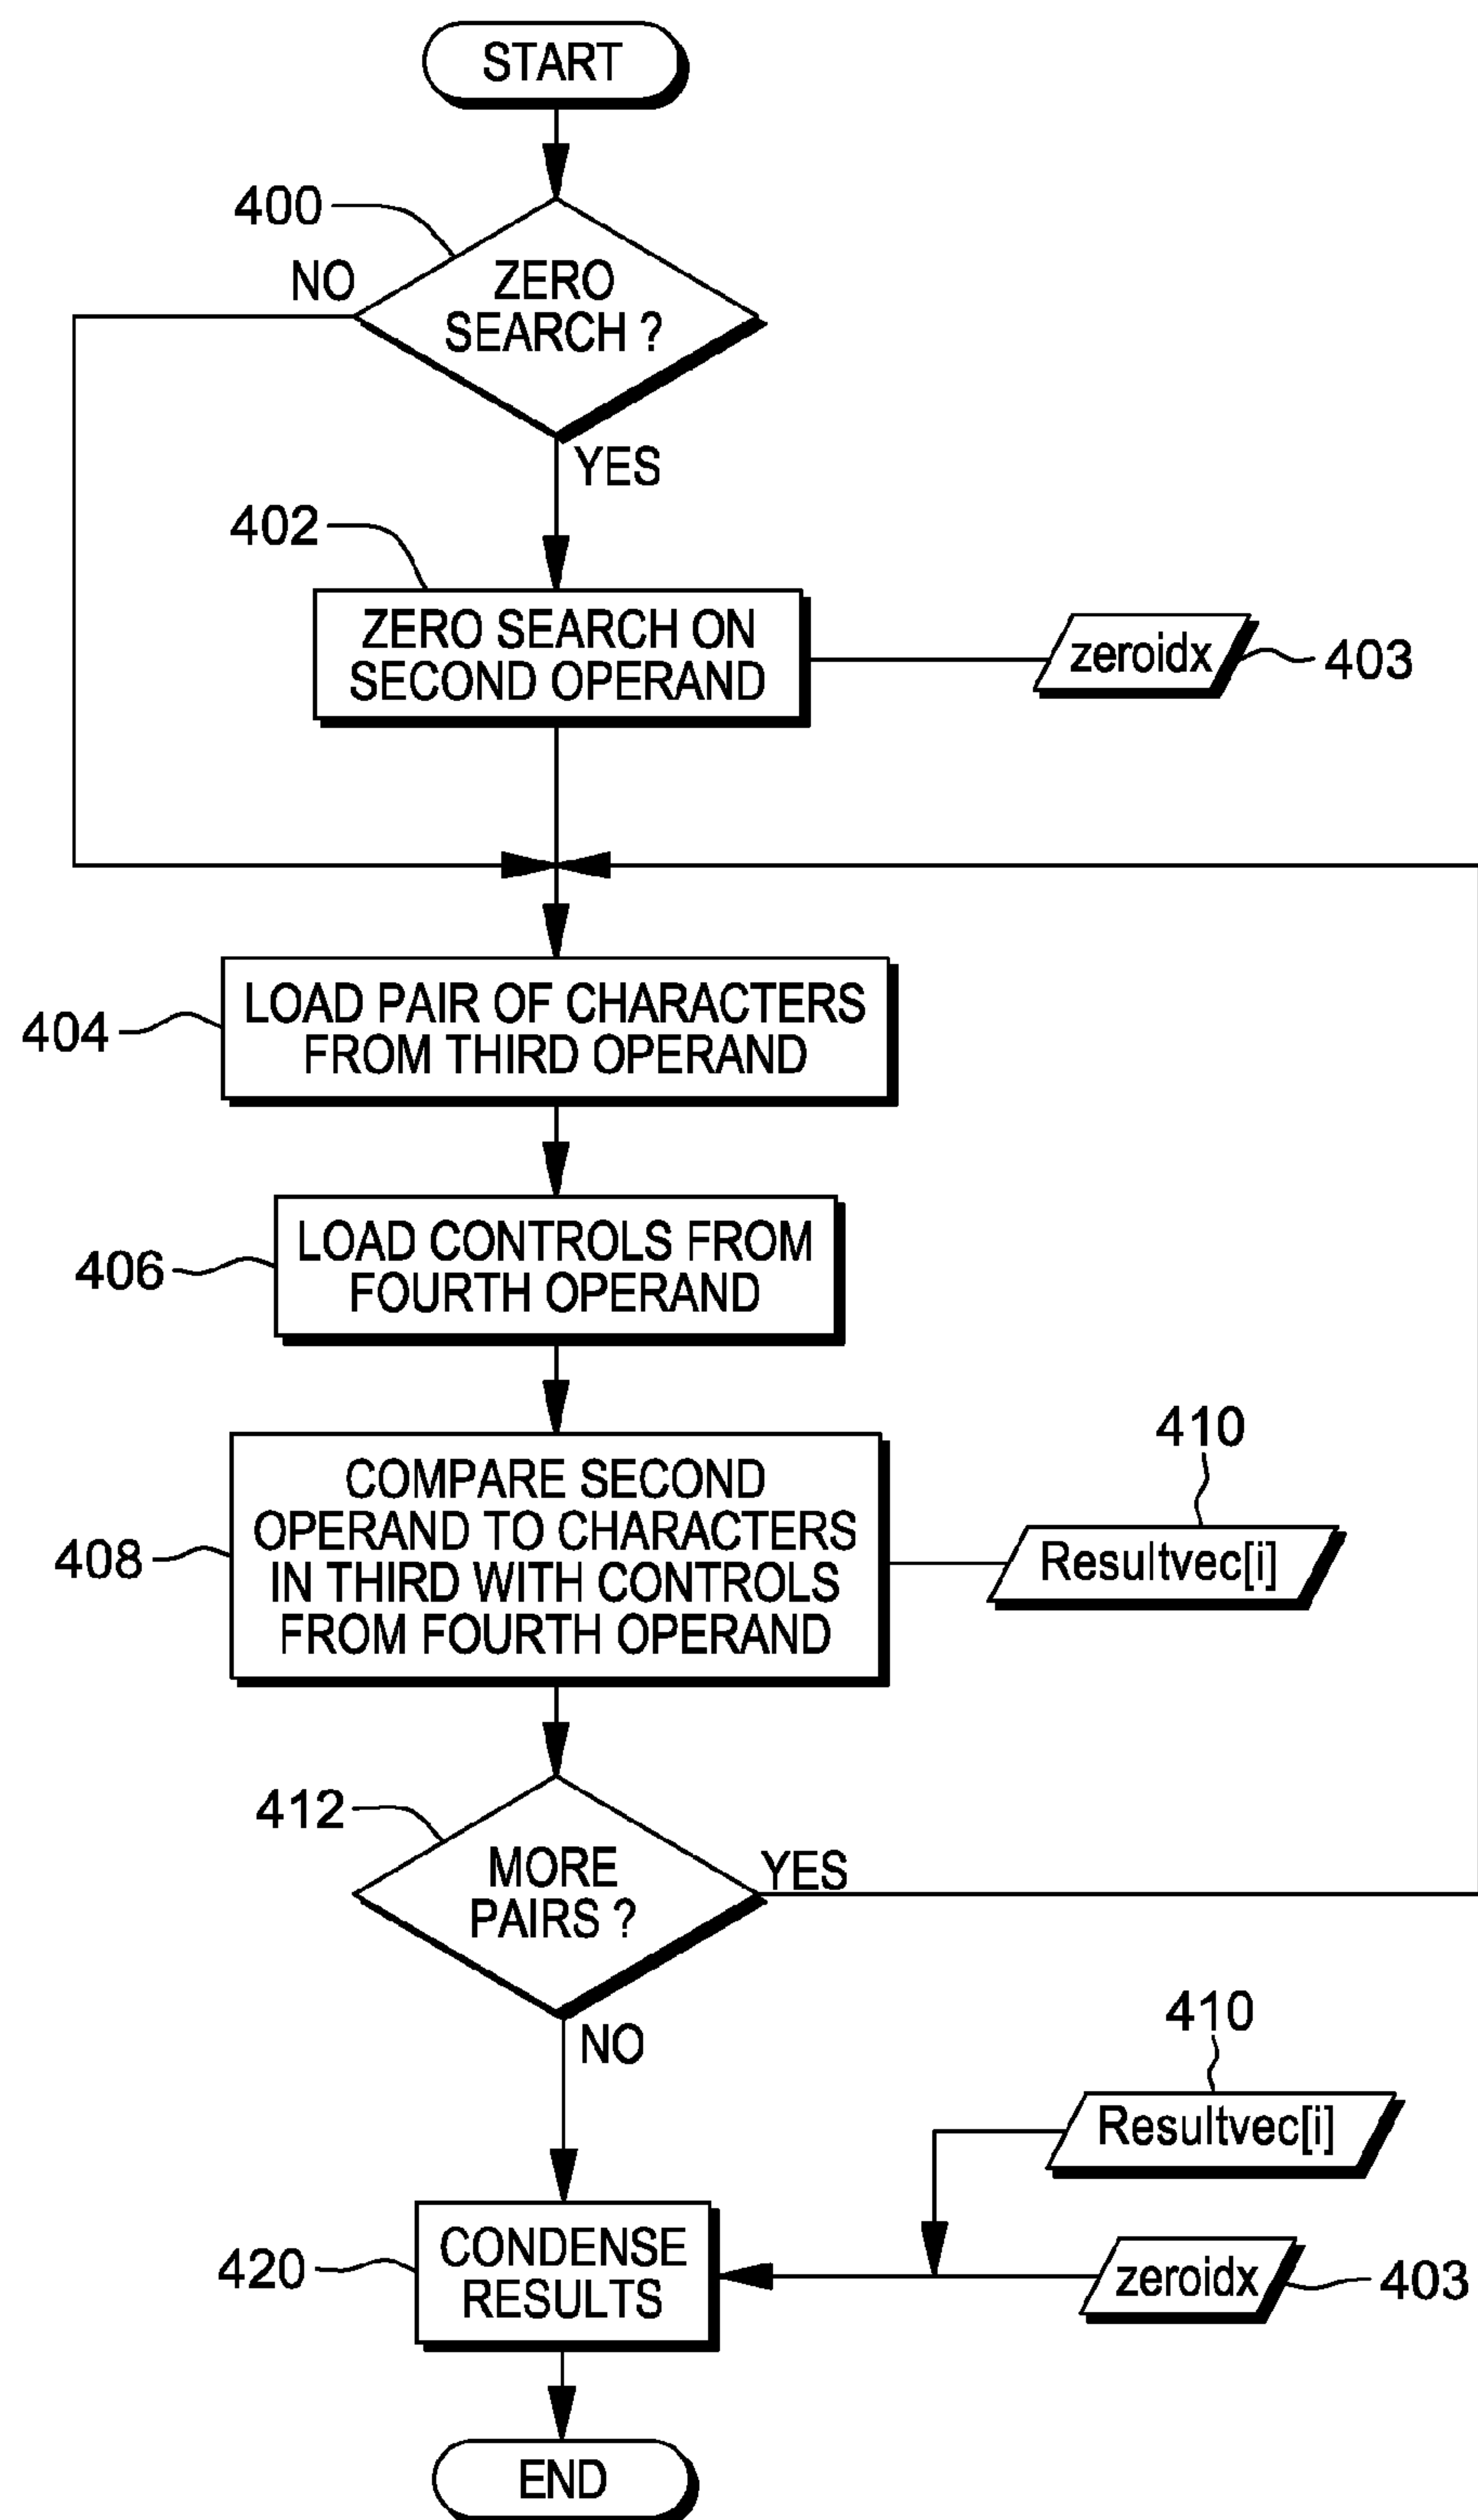 START
400
NO
ZERO
SEARCH ?
YES
402
ZERO SEARCH ON
SECOND OPERAND
zeroidx
403
LOAD PAIR OF CHARACTERS
FROM THIRD OPERAND
404
LOAD CONTROLS FROM
FOURTH OPERAND
406
410
COMPARE SECOND
OPERAND TO CHARACTERS
IN THIRD WITH CONTROLS
FROM FOURTH OPERAND
408
Resultvec[i]
412
MORE
PAIRS ?
YES
NO
410
Resultvec[i]
CONDENSE
RESULTS
420
zeroidx
403
END